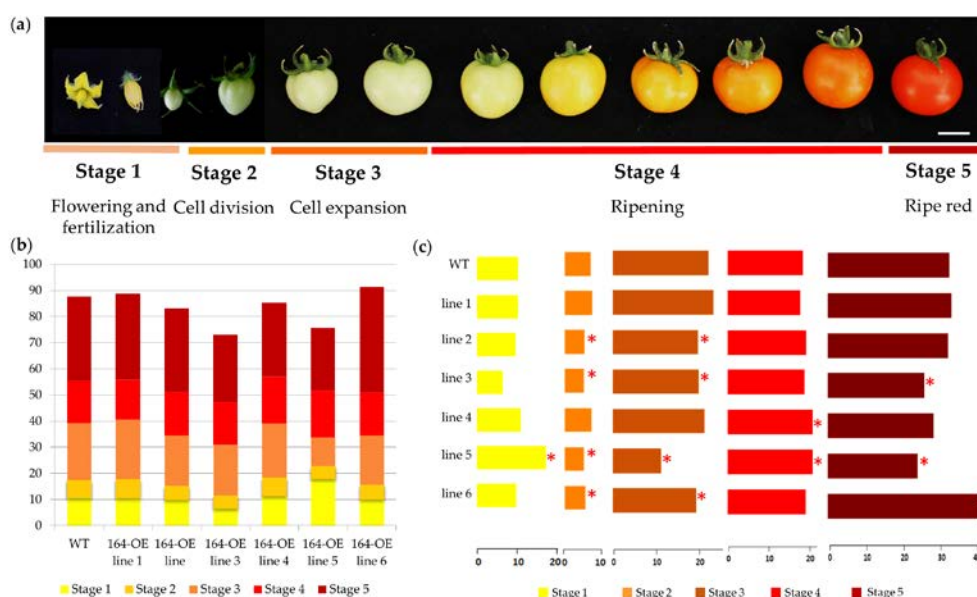 (a)
Stage 1 Stage 2 Stage 3 Stage 4 Stage 5
Flowering and fertilization Cell division Cell expansion Ripening Ripe red
(b)
100
90
80
70
60
50
40
30
20
10
0
WT 164-OE line 1 164-OE line 164-OE line 3 164-OE line 4 164-OE line 5 164-OE line 6
Stage 1 Stage 2 Stage 3 Stage 4 Stage 5
(c)
WT
line 1
line 2 * *
line 3 * * *
line 4 *
line 5 * * * * *
line 6 * *
0 10 20 0 10 0 10 20 0 10 20 0 10 20 30
Stage 1 Stage 2 Stage 3 Stage 4 Stage 5